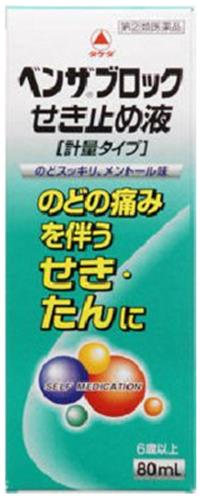 指定第②類医薬品
タケダ
ベンザ®ブロック
せき止め液
[計量タイプ]
のどスッキリ、メントール味
のどの痛み
を伴う
せき・
たんに
SELF MEDICATION
6歳以上
80mL